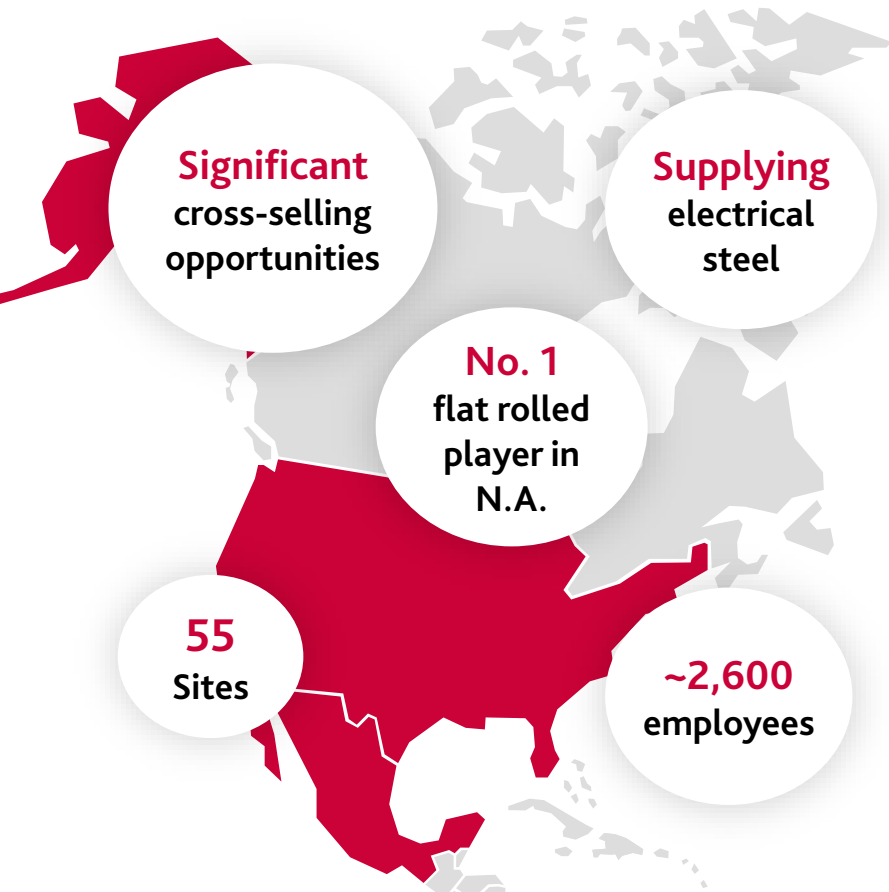 Significant
cross-selling
opportunities
Supplying
electrical
steel
No. 1
flat rolled
player in
N.A.
55
Sites
~2,600
employees